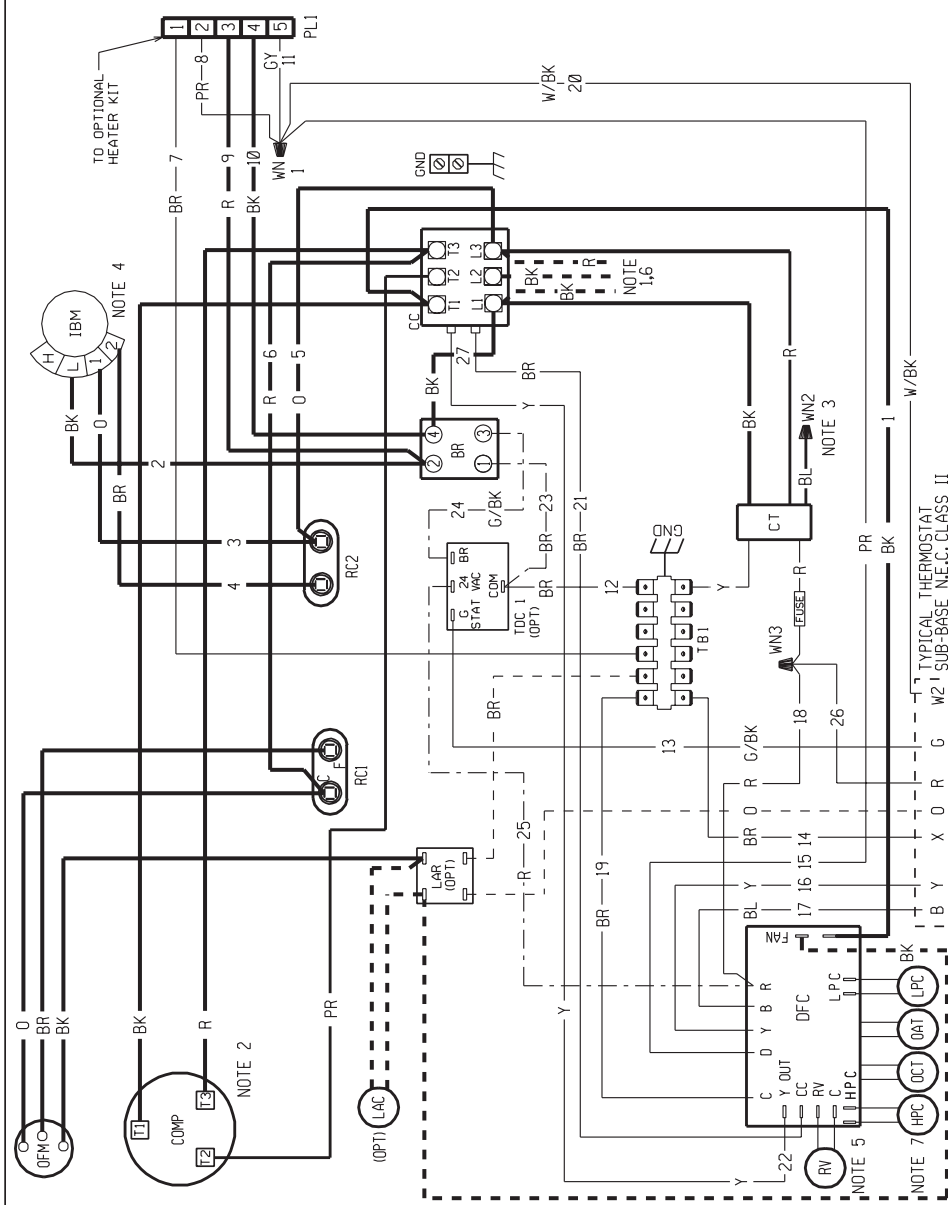 TO OPTIONAL
HEATER KIT
1
2
3
4
5
PL1
BR
7
PR
8
R
9
BK
10
GY
11
WN
1
W/BK
20
GND
IBM
H
L
1
2
NOTE 4
BK
O
BR
2
3
4
R
6
O
5
CC
T1
T2
T3
L1
L2
L3
BK
BK
R
NOTE
1,6
BK
27
Y
BR
BR
2
4
1
3
24
G/BK
BR
23
BR
21
RC2
RC1
C
F
BR
24
VAC
COM
G
STAT
TDC 1
(OPT)
BR
12
GND
TB1
Y
BK
R
CT
BL
WN2
NOTE 3
R
FUSE
WN3
18
26
PR
BK
1
W/BK
O
BR
BK
OFM
COMP
T1
T2
T3
NOTE 2
BK
R
PR
LAC
(OPT)
LAR
(OPT)
BR
R
25
BR
19
13
G/BK
R
O
BR
14
15
Y
16
BL
17
Y
Y
22
FAN
DFC
C
D
Y
B
R
Y OUT
CC
RV
C
HPC
LPC
BK
RV
NOTE 5
HPC
OCT
OAT
LPC
NOTE 7
B
Y
X
O
R
G
W2
TYPICAL THERMOSTAT
SUB-BASE N.E.C. CLASS II